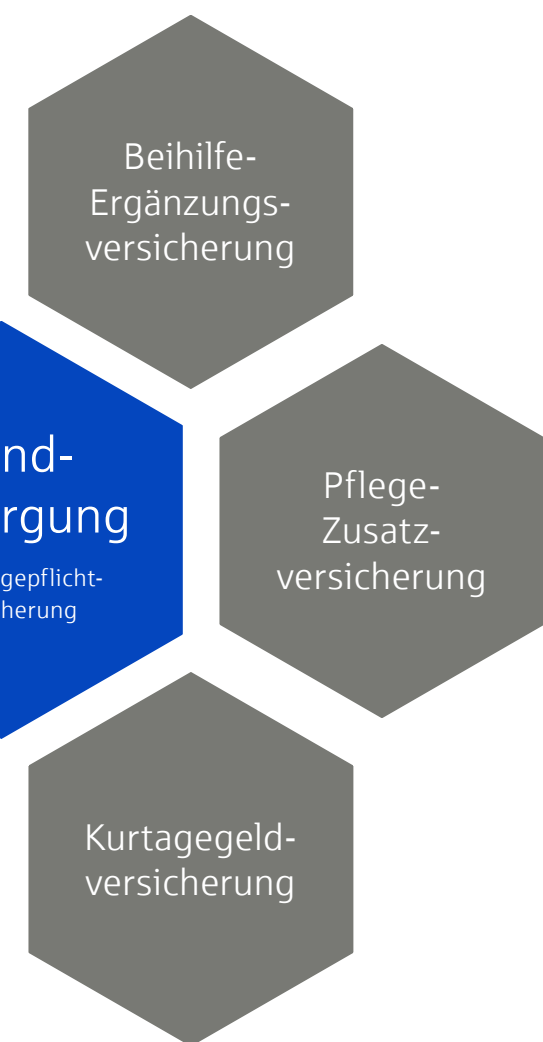 Beihilfe-
Ergänzungs-
versicherung
nd-
rgung
gepflicht-
herung
Pflege-
Zusatz-
versicherung
Kurtagegeld-
versicherung